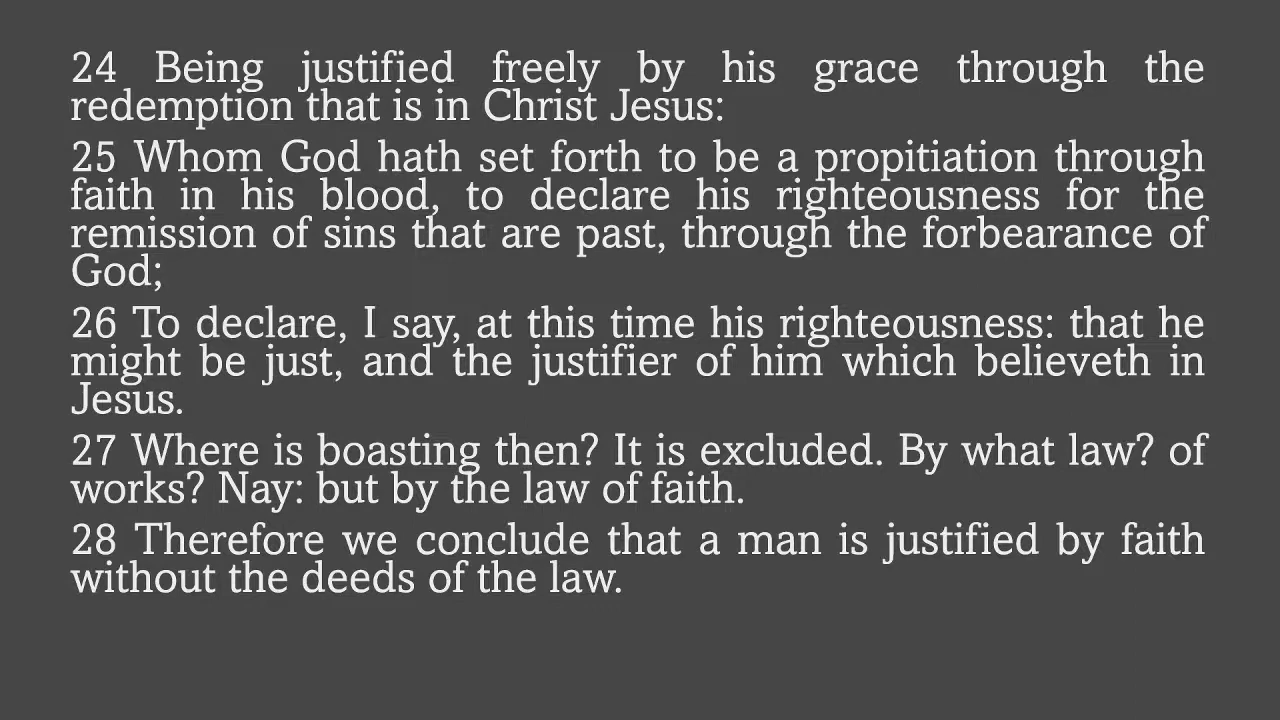 24 Being justified freely by his grace through the
redemption that is in Christ Jesus:
25 Whom God hath set forth to be a propitiation through
faith in his blood, to declare his righteousness for the
remission of sins that are past, through the forbearance of
God;
26 To declare, I say, at this time his righteousness: that he
might be just, and the justifier of him which believeth in
Jesus.
27 Where is boasting then? It is excluded. By what law? of
works? Nay: but by the law of faith.
28 Therefore we conclude that a man is justified by faith
without the deeds of the law.